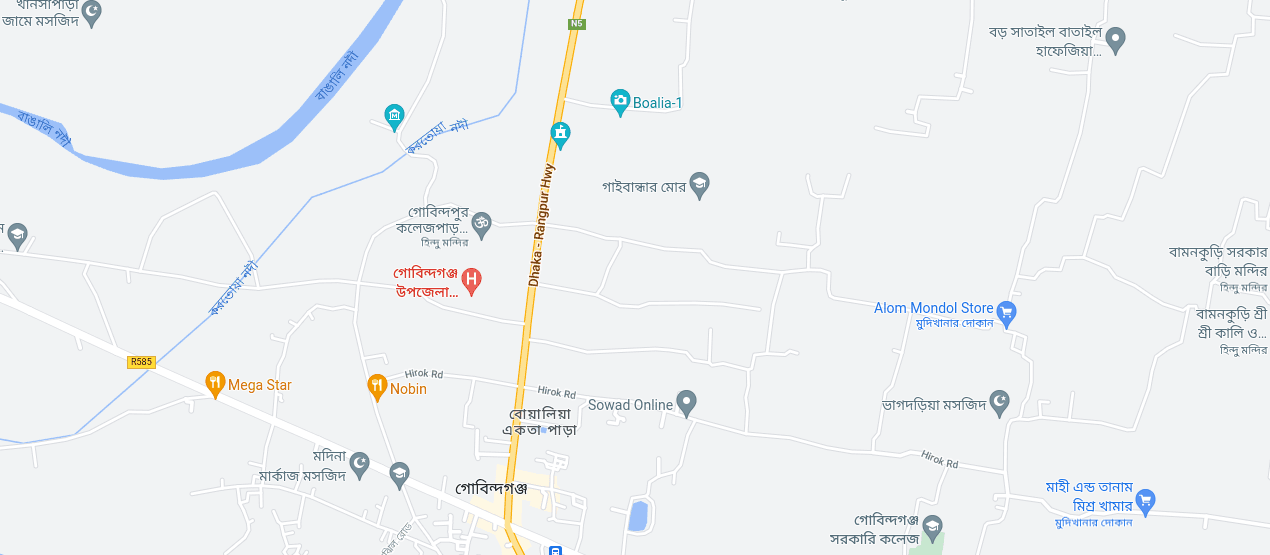 খানসাপাড়া
জামে মসজিদ
N5
বড় সাতাইল বাতাইল
হাফেজিয়া...
বাঙালি নদী
বাঙালি নদী
Boalia-1
করতোয়া নদী
Dhaka - Rangpur Hwy
গাইবান্ধার মোর
গোবিন্দপুর
কলেজপাড়...
হিন্দু মন্দির
বামনকুড়ি সরকার
বাড়ি মন্দির
হিন্দু মন্দির
গোবিন্দগঞ্জ
উপজেলা...
করতোয়া নদী
Alom Mondol Store
মুদিখানার দোকান
বামনকুড়ি শ্রী
শ্রী কালি ও...
হিন্দু মন্দির
R585
Mega Star
Hirok Rd
Nobin
Hirok Rd
Sowad Online
ভাগদড়িয়া মসজিদ
বোয়ালিয়া
একতা পাড়া
মদিনা
মার্কাজ মসজিদ
Hirok Rd
গোবিন্দগঞ্জ
মাহী এন্ড তানাম
মিশ্র খামার
মুদিখানার দোকান
গোবিন্দগঞ্জ
সরকারি কলেজ